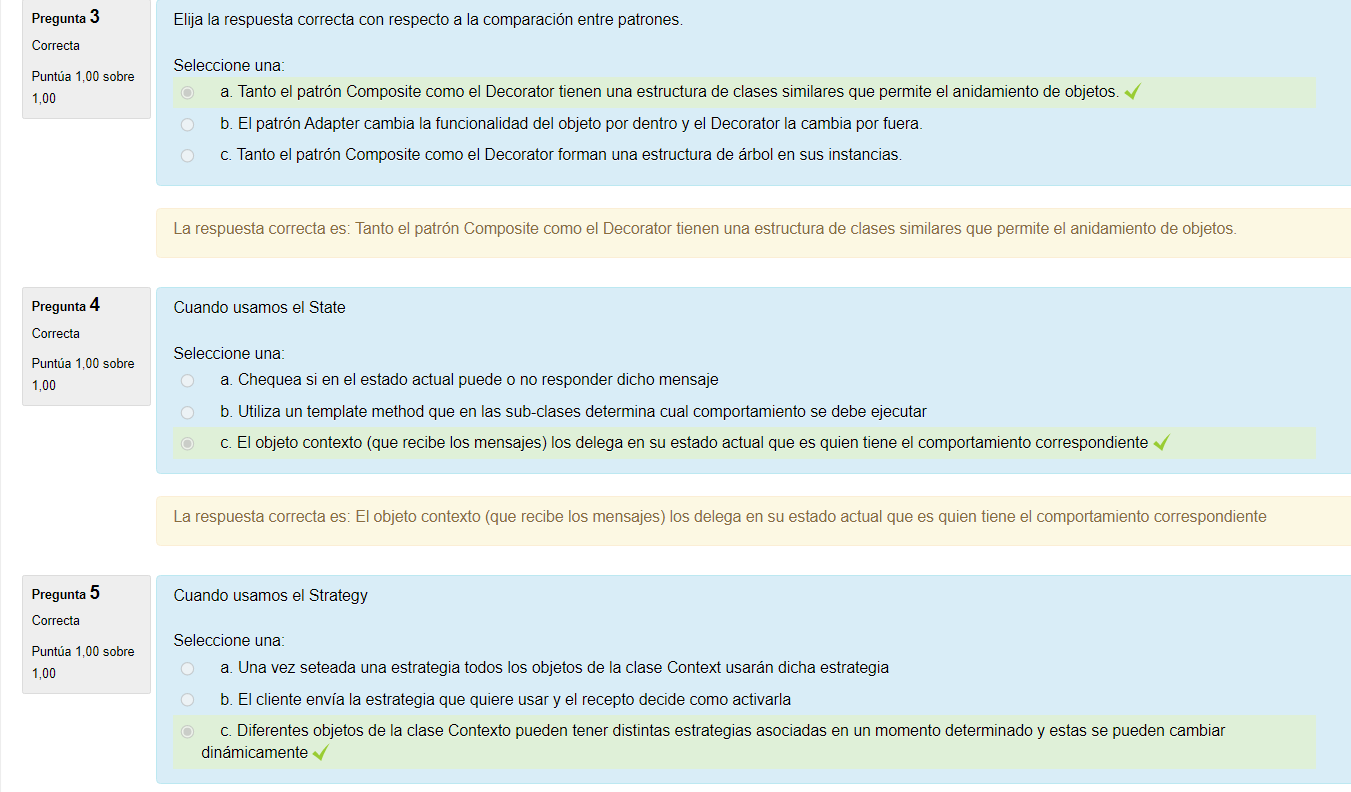 Pregunta 3
Correcta
Puntúa 1,00 sobre
1,00
Elija la respuesta correcta con respecto a la comparación entre patrones.
Seleccione una:
a. Tanto el patrón Composite como el Decorator tienen una estructura de clases similares que permite el anidamiento de objetos.
b. El patrón Adapter cambia la funcionalidad del objeto por dentro y el Decorator la cambia por fuera.
c. Tanto el patrón Composite como el Decorator forman una estructura de árbol en sus instancias.
La respuesta correcta es: Tanto el patrón Composite como el Decorator tienen una estructura de clases similares que permite el anidamiento de objetos.
Pregunta 4
Correcta
Puntúa 1,00 sobre
1,00
Cuando usamos el State
Seleccione una:
a. Chequea si en el estado actual puede o no responder dicho mensaje
b. Utiliza un template method que en las sub-clases determina cual comportamiento se debe ejecutar
c. El objeto contexto (que recibe los mensajes) los delega en su estado actual que es quien tiene el comportamiento correspondiente
La respuesta correcta es: El objeto contexto (que recibe los mensajes) los delega en su estado actual que es quien tiene el comportamiento correspondiente
Pregunta 5
Correcta
Puntúa 1,00 sobre
1,00
Cuando usamos el Strategy
Seleccione una:
a. Una vez seteada una estrategia todos los objetos de la clase Context usarán dicha estrategia
b. El cliente envía la estrategia que quiere usar y el recepto decide como activarla
c. Diferentes objetos de la clase Contexto pueden tener distintas estrategias asociadas en un momento determinado y estas se pueden cambiar
dinámicamente